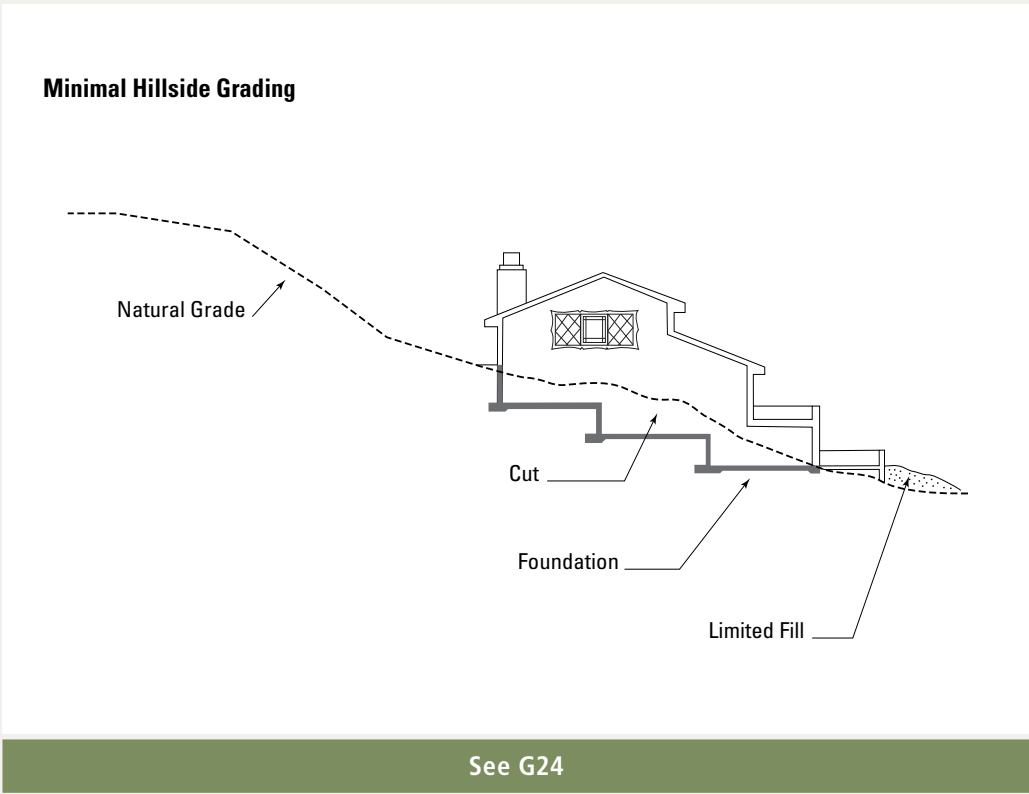 Minimal Hillside Grading
Natural Grade
Cut
Foundation
Limited Fill
See G24